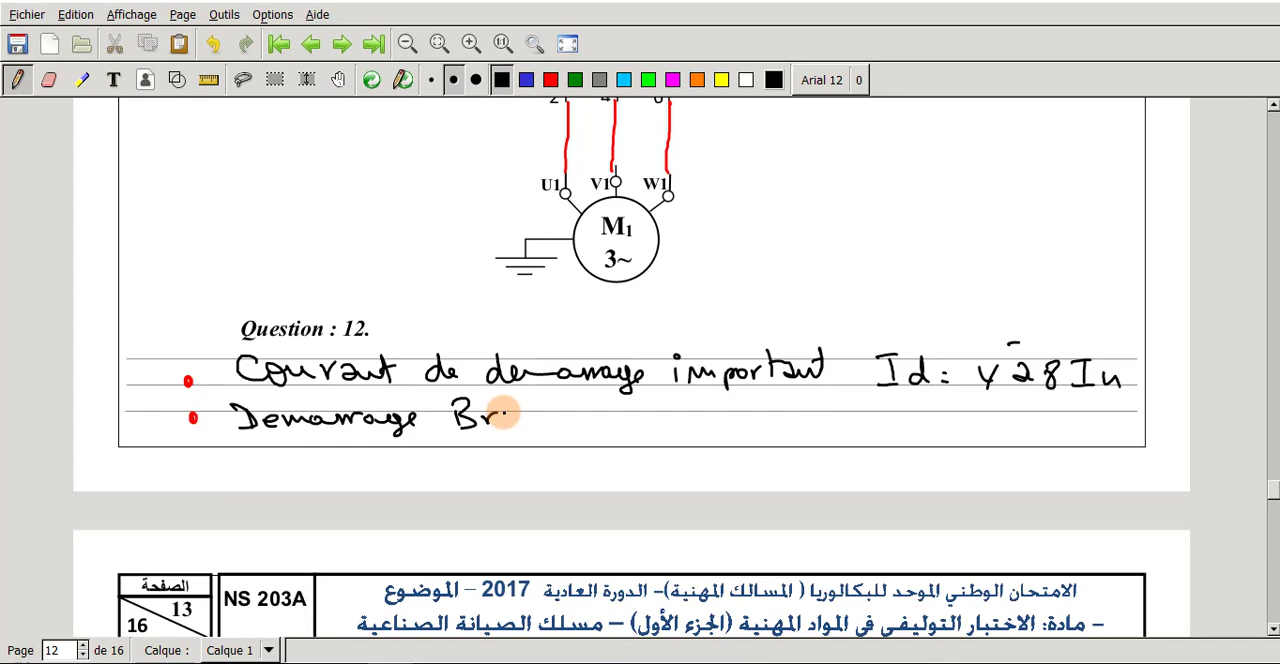 Fichier Edition Affichage Page Outils Options Aide
T Arial 12 0
2 4 6
U1 V1 W1
M1
3~
Question : 12.
Courant de demarrage important Id = 4 à 8 In
Demarrage Br
الصفحة
13
16
NS 203A
الامتحان الوطني الموحد للبكالوريا ( المسالك المهنية)– الدورة العادية 2017 – الموضوع
– مادة: الاختبار التوليفي في المواد المهنية (الجزء الأول) – مسلك الصيانة الصناعية
Page 12 de 16 Calque : Calque 1